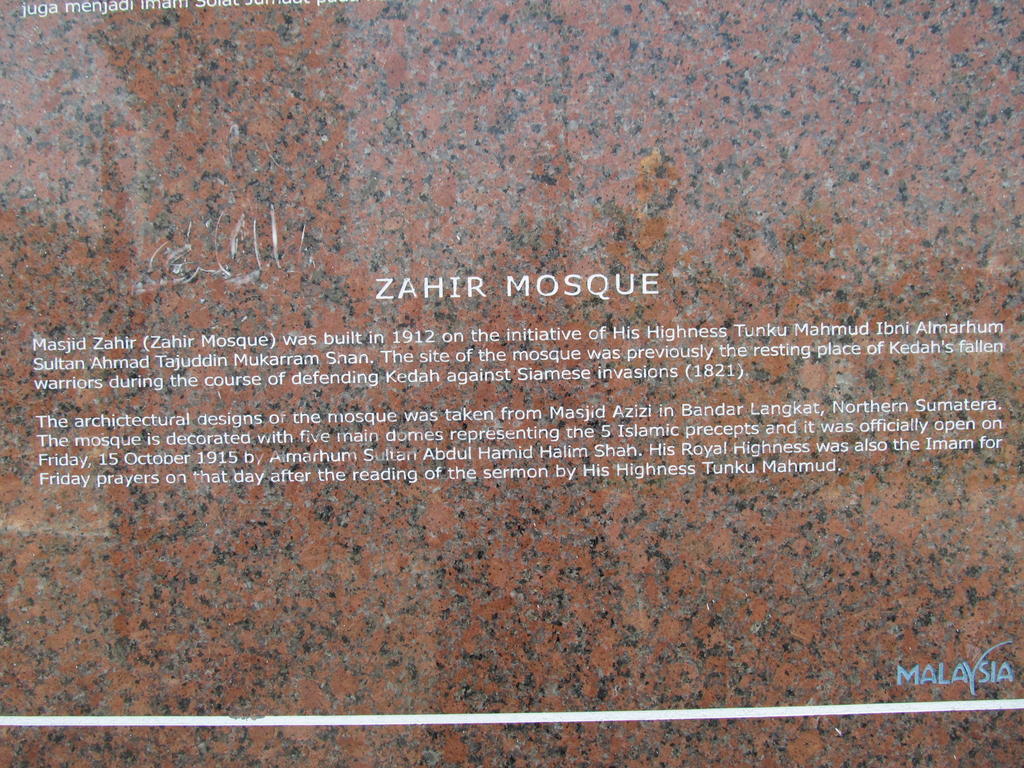 juga menjadi Imam Solat Jumaat pada
ZAHIR MOSQUE
Masjid Zahir (Zahir Mosque) was built in 1912 on the initiative of His Highness Tunku Mahmud Ibni Almarhum
Sultan Ahmad Tajuddin Mukarram Shah. The site of the mosque was previously the resting place of Kedah's fallen
warriors during the course of defending Kedah against Siamese invasions (1821).
The archictectural designs of the mosque was taken from Masjid Azizi in Bandar Langkat, Northern Sumatera.
The mosque is decorated with five main domes representing the 5 Islamic precepts and it was officially open on
Friday, 15 October 1915 by Almarhum Sultan Abdul Hamid Halim Shah. His Royal Highness was also the Imam for
Friday prayers on that day after the reading of the sermon by His Highness Tunku Mahmud.
MALAYSIA